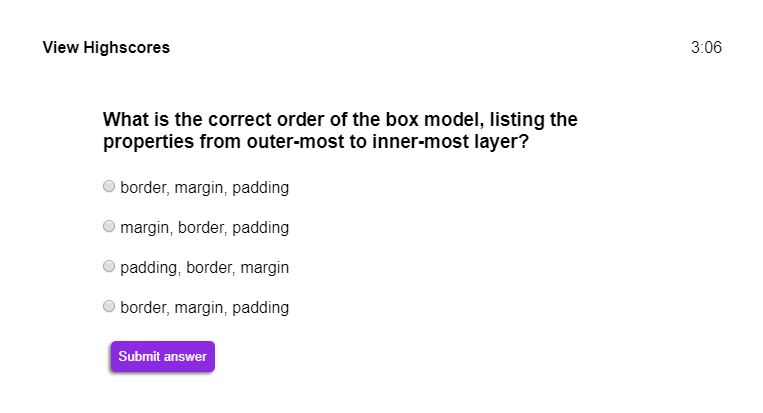 View Highscores
3:06
What is the correct order of the box model, listing the
properties from outer-most to inner-most layer?
border, margin, padding
margin, border, padding
padding, border, margin
border, margin, padding
Submit answer